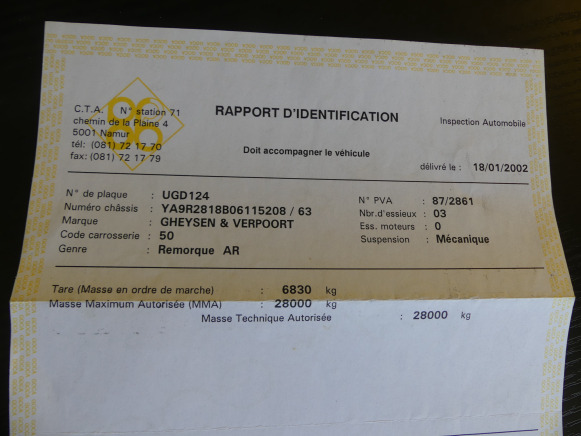 C.T.A. N° station 71
chemin de la Plaine 4
5001 Namur
tél: (081) 72 17 70
fax: (081) 72 17 79
RAPPORT D'IDENTIFICATION
Doit accompagner le véhicule
Inspection Automobile
délivré le : 18/01/2002
N° de plaque : UGD124
Numéro châssis : YA9R2818B06115208 / 63
Marque : GHEYSEN & VERPOORT
Code carrosserie : 50
Genre : Remorque AR
N° PVA : 87/2861
Nbr.d'essieux : 03
Ess. moteurs : 0
Suspension : Mécanique
Tare (Masse en ordre de marche) : 6830 kg
Masse Maximum Autorisée (MMA) : 28000 kg
Masse Technique Autorisée : 28000 kg